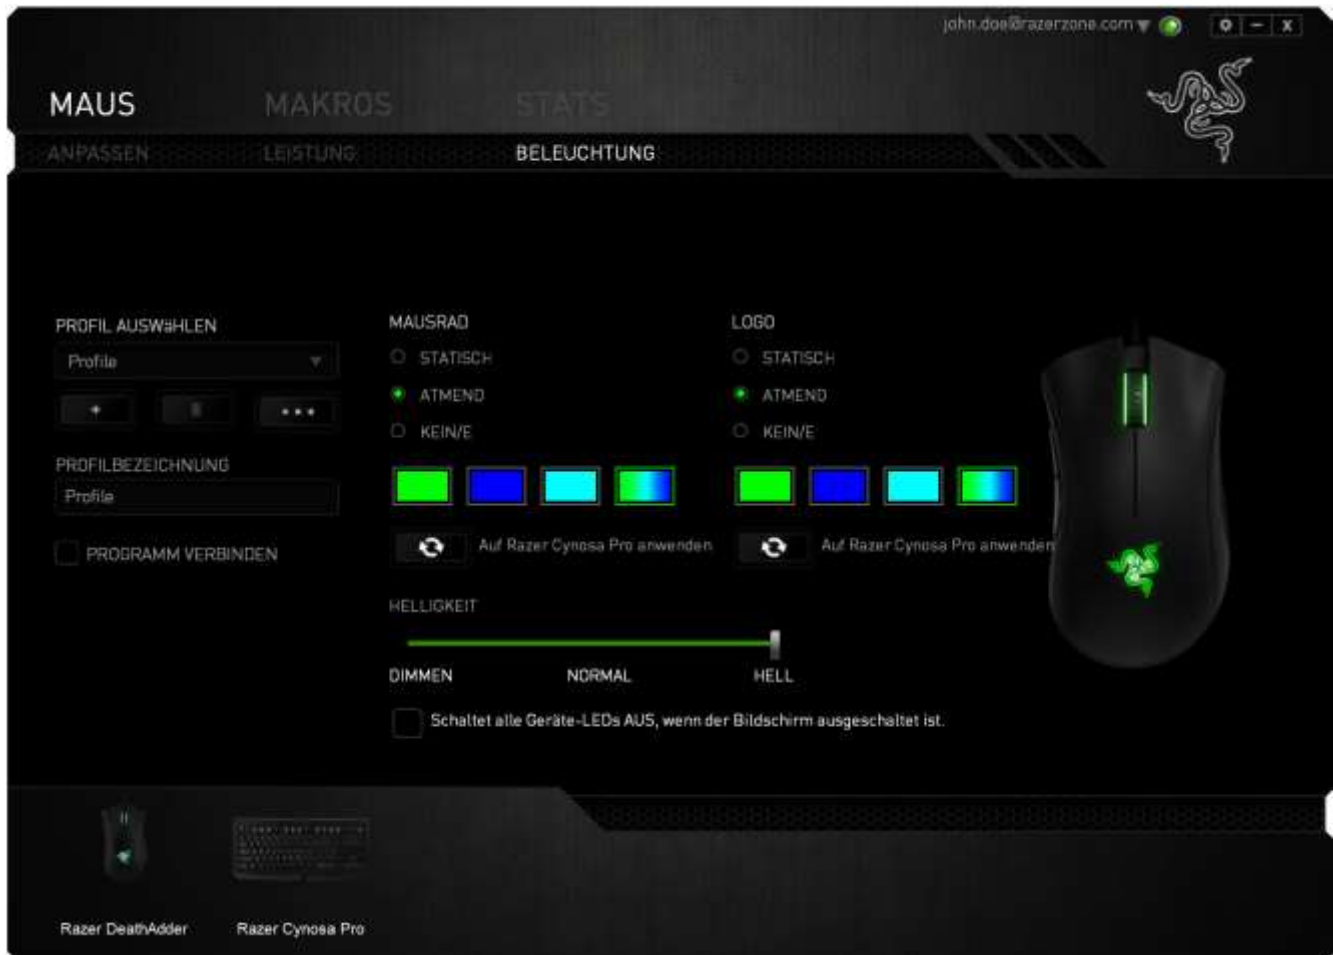 john.doe@razerzone.com
MAUS MAKROS STATS
ANPASSEN LEISTUNG BELEUCHTUNG
PROFIL AUSWäHLEN
Profile
PROFILBEZEICHNUNG
Profile
PROGRAMM VERBINDEN
MAUSRAD
STATISCH
ATMEND
KEIN/E
Auf Razer Cynosa Pro anwenden
LOGO
STATISCH
ATMEND
KEIN/E
Auf Razer Cynosa Pro anwenden
HELLIGKEIT
DIMMEN NORMAL HELL
Schaltet alle Geräte-LEDs AUS, wenn der Bildschirm ausgeschaltet ist.
Razer DeathAdder Razer Cynosa Pro